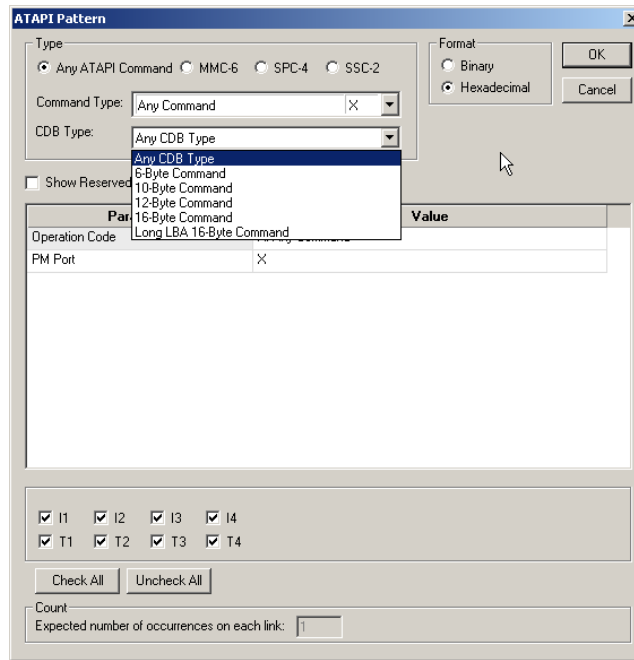 ATAPI Pattern
Type
Any ATAPI Command MMC-6 SPC-4 SSC-2
Format
Binary
Hexadecimal
OK
Cancel
Command Type: Any Command X
CDB Type: Any CDB Type
Any CDB Type
6-Byte Command
10-Byte Command
12-Byte Command
16-Byte Command
Long LBA 16-Byte Command
Show Reserved
Value
Operation Code
PM Port X
I1 I2 I3 I4
T1 T2 T3 T4
Check All Uncheck All
Count
Expected number of occurrences on each link: 1